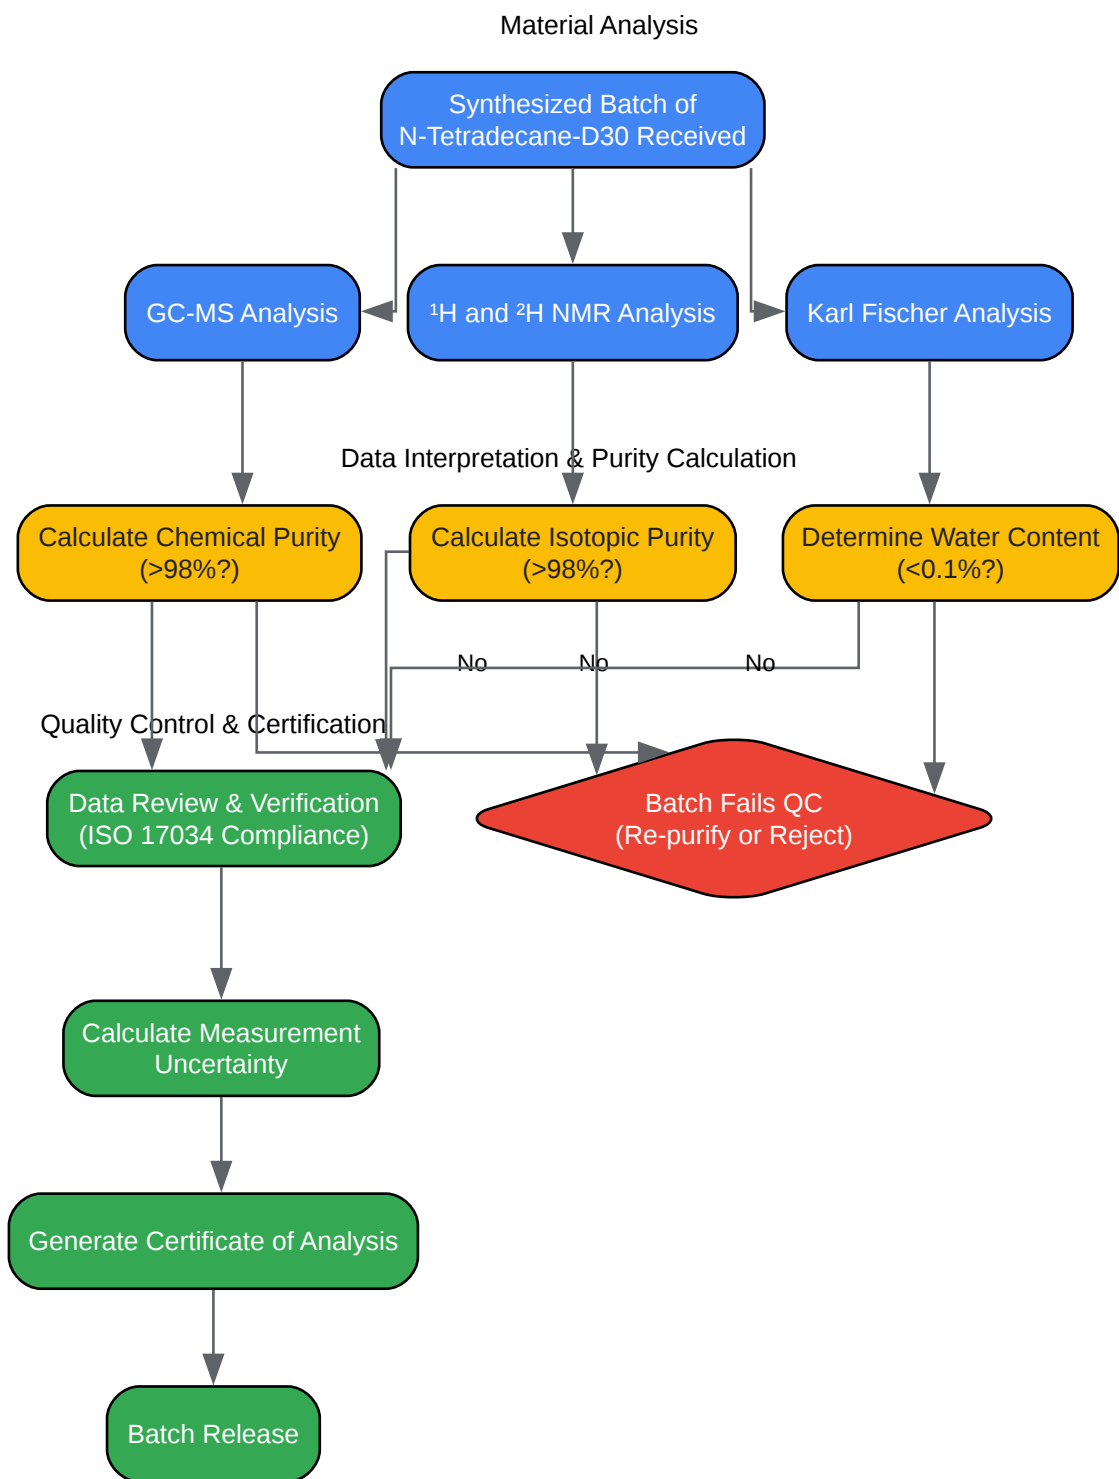 Material Analysis
Synthesized Batch of
N-Tetradecane-D30 Received
GC-MS Analysis
¹H and ²H NMR Analysis
Karl Fischer Analysis
Data Interpretation & Purity Calculation
Calculate Chemical Purity
(>98%?)
Calculate Isotopic Purity
(>98%?)
Determine Water Content
(<0.1%?)
No
No
No
Quality Control & Certification
Data Review & Verification
(ISO 17034 Compliance)
Batch Fails QC
(Re-purify or Reject)
Calculate Measurement
Uncertainty
Generate Certificate of Analysis
Batch Release